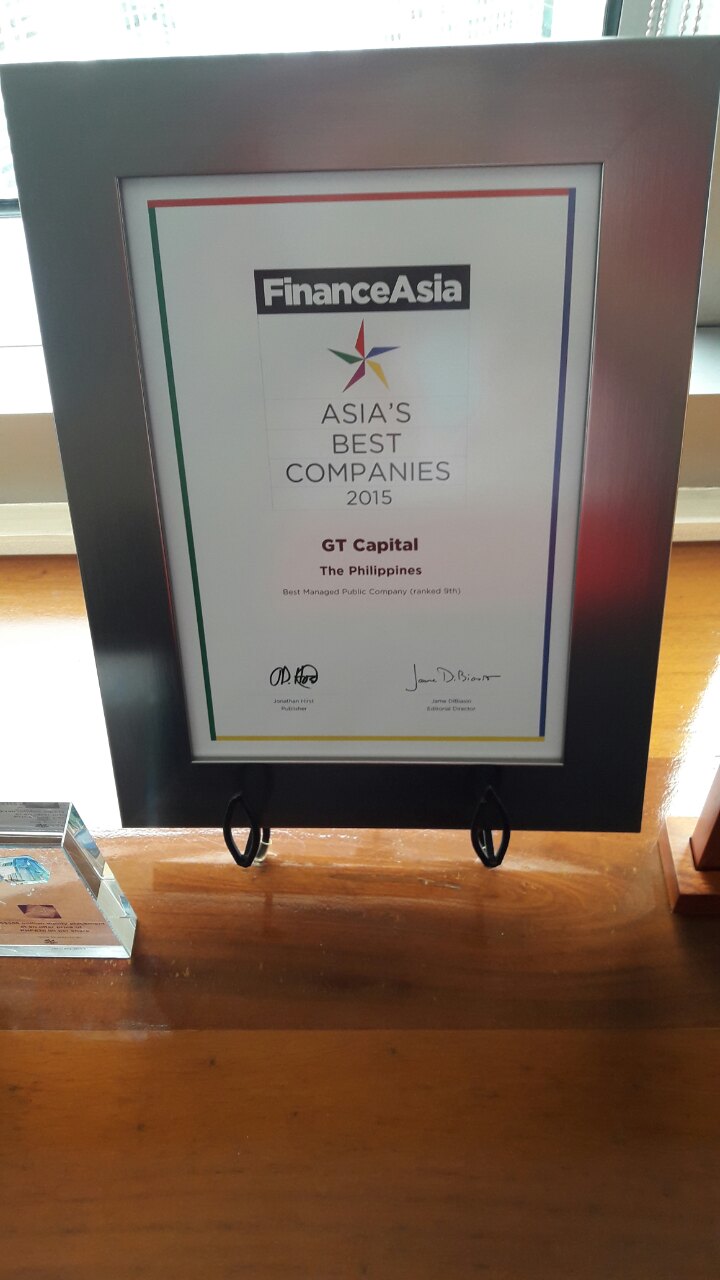 FinanceAsia
ASIA'S
BEST
COMPANIES
2015
GT Capital
The Philippines
Best Managed Public Company (ranked 9th)
Jonathan Hirst
Publisher
Jame DiBiasio
Editorial Director